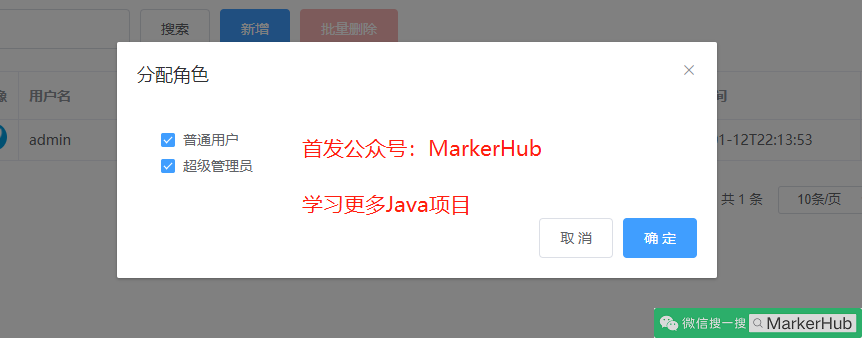 搜索
新增
批量删除
分配角色
像
用户名
间
admin
01-12T22:13:53
普通用户
超级管理员
首发公众号：MarkerHub
学习更多Java项目
共 1 条
10条/页
取 消
确 定
微信搜一搜
MarkerHub